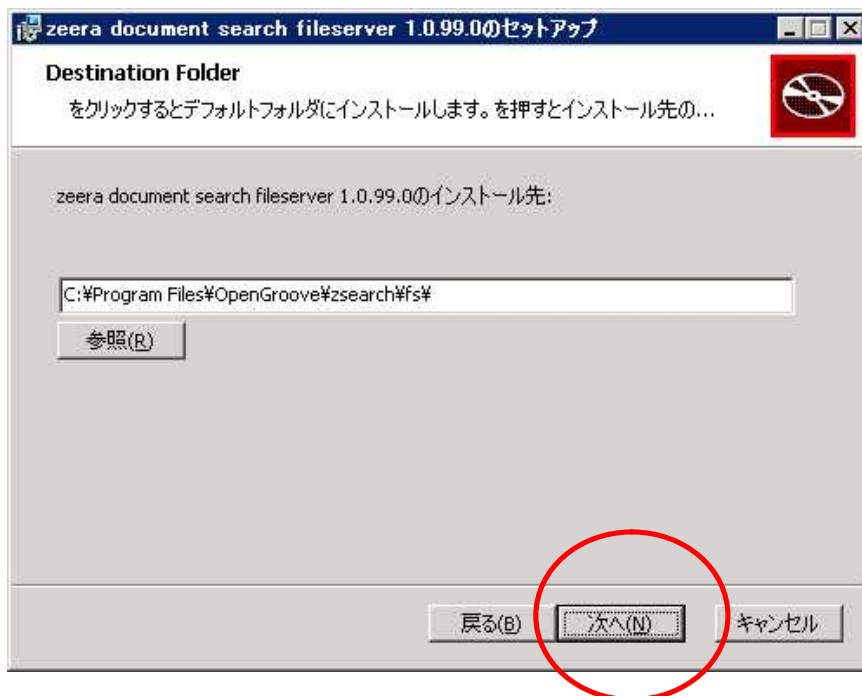 zeera document search fileserver 1.0.99.0のセットアップ
Destination Folder
をクリックするとデフォルトフォルダにインストールします。を押すとインストール先の...
zeera document search fileserver 1.0.99.0のインストール先:
C:¥Program Files¥OpenGroove¥zsearch¥fs¥
参照(R)
戻る(B) 次へ(N) キャンセル